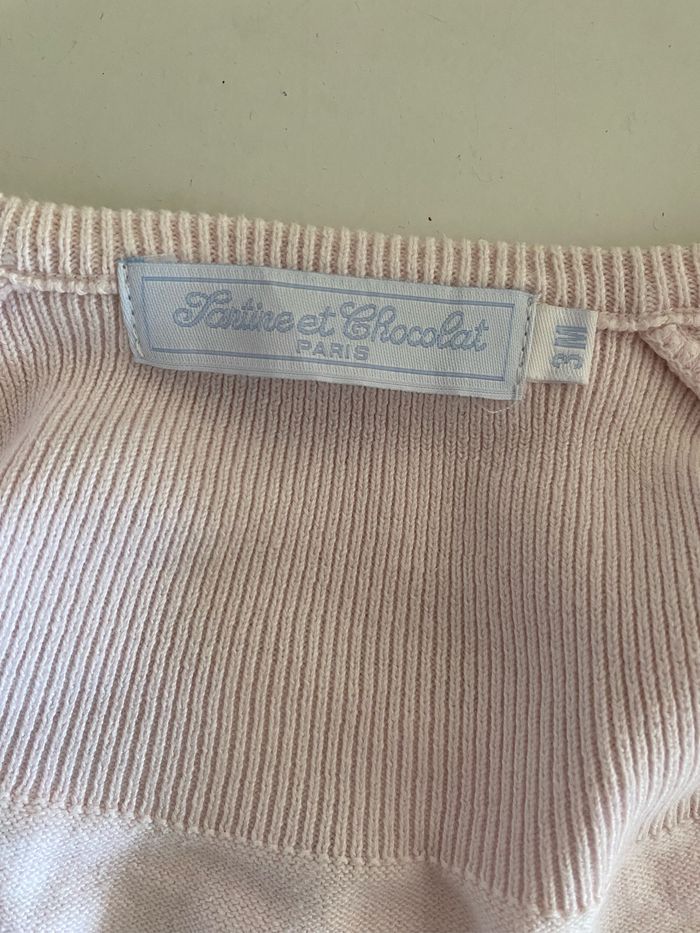 Tartine et Chocolat
PARIS
3M